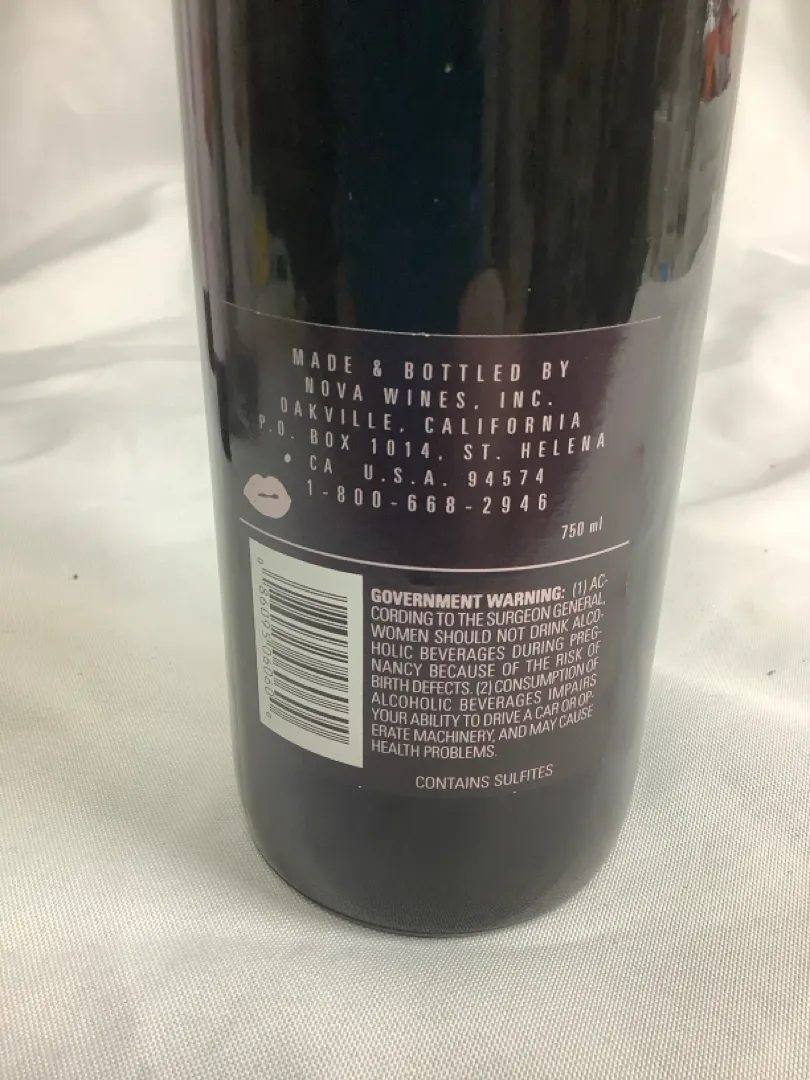 MADE & BOTTLED BY
NOVA WINES, INC.
OAKVILLE, CALIFORNIA
P.O. BOX 1014, ST. HELENA
• CA U.S.A. 94574
1-800-668-2946
750 ml
GOVERNMENT WARNING: (1) AC-
CORDING TO THE SURGEON GENERAL,
WOMEN SHOULD NOT DRINK ALCO-
HOLIC BEVERAGES DURING PREG-
NANCY BECAUSE OF THE RISK OF
BIRTH DEFECTS. (2) CONSUMPTION OF
ALCOHOLIC BEVERAGES IMPAIRS
YOUR ABILITY TO DRIVE A CAR OR OP-
ERATE MACHINERY, AND MAY CAUSE
HEALTH PROBLEMS.
CONTAINS SULFITES